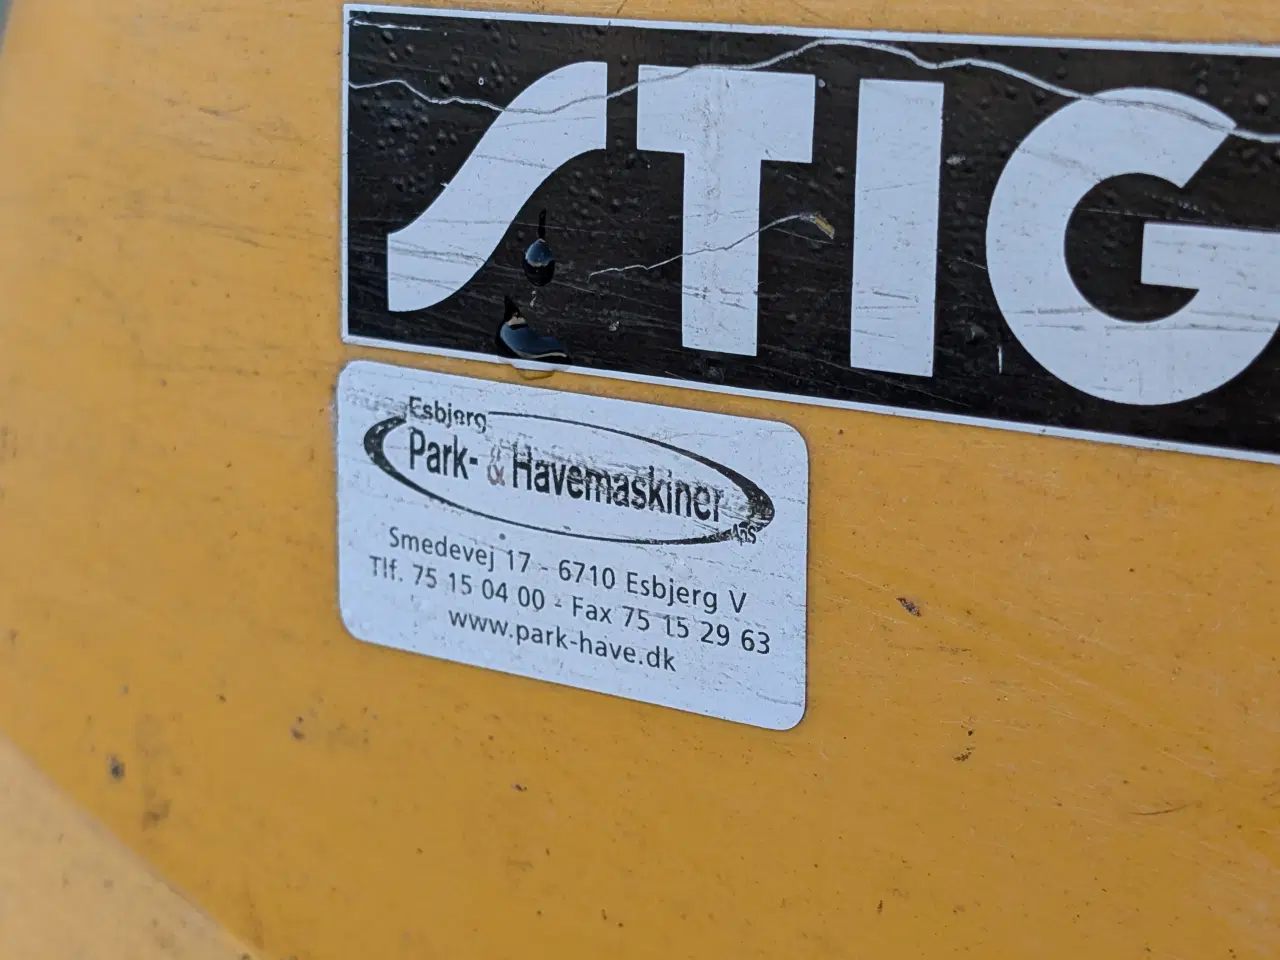 STIG
Esbjerg
Park- & Havemaskiner
ApS
Smedevej 17 - 6710 Esbjerg V
Tlf. 75 15 04 00 - Fax 75 15 29 63
www.park-have.dk